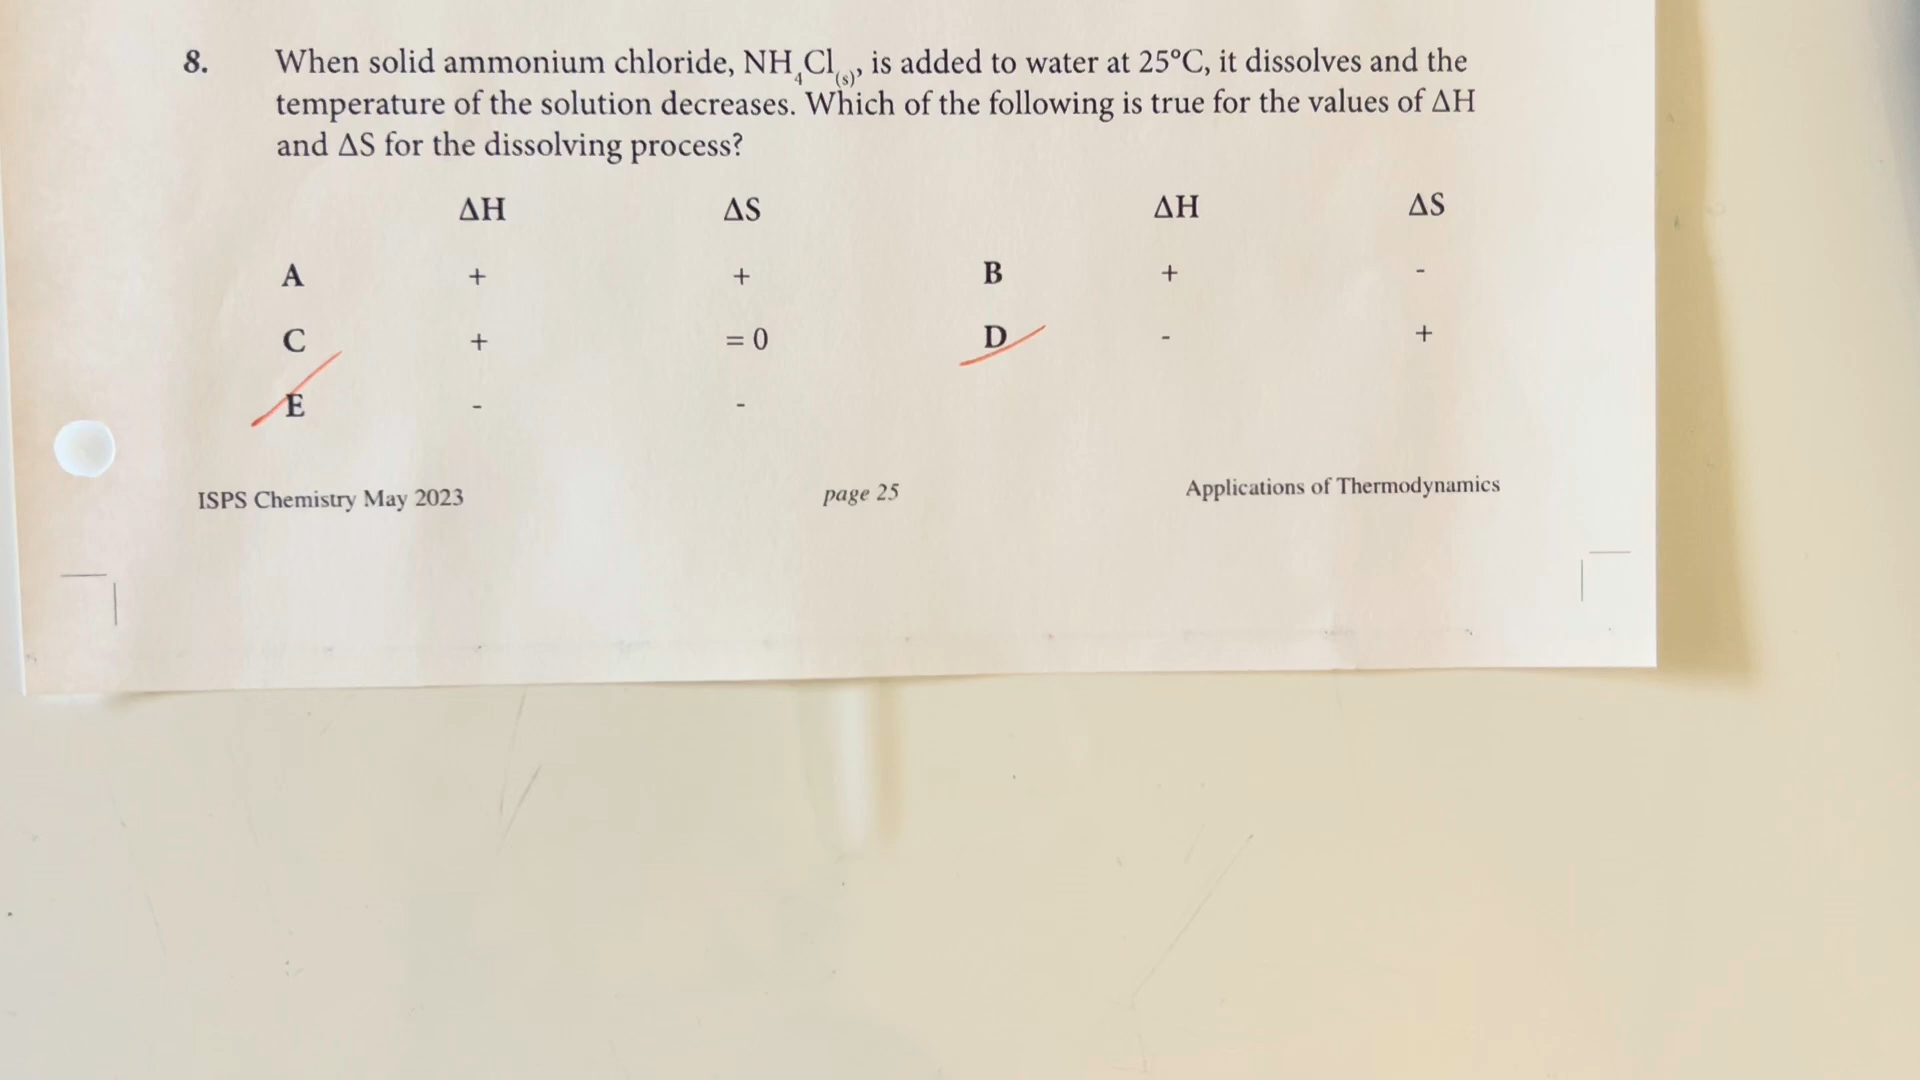 8. When solid ammonium chloride, NH₄Cl₍ₛ₎, is added to water at 25ºC, it dissolves and the
temperature of the solution decreases. Which of the following is true for the values of ΔH
and ΔS for the dissolving process?
ΔH ΔS ΔH ΔS
A + + B + -
C + = 0 D - +
E - -
ISPS Chemistry May 2023 page 25 Applications of Thermodynamics